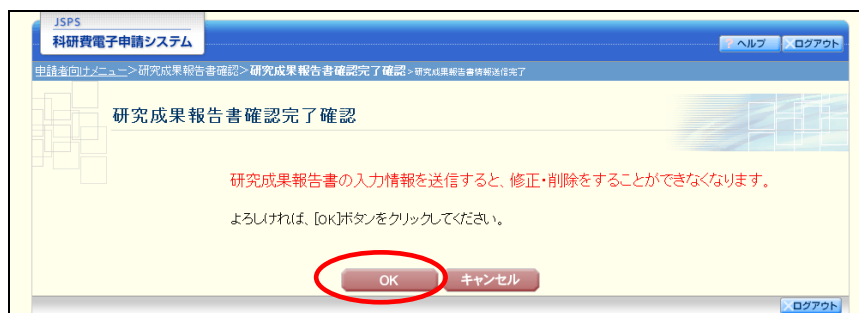 JSPS
科研費電子申請システム
? ヘルプ
ログアウト
申請者向けメニュー>研究成果報告書確認>研究成果報告書確認完了確認>研究成果報告書情報送信完了
研究成果報告書確認完了確認
研究成果報告書の入力情報を送信すると、修正・削除をすることができなくなります。
よろしければ、[OK]ボタンをクリックしてください。
OK
キャンセル
ログアウト